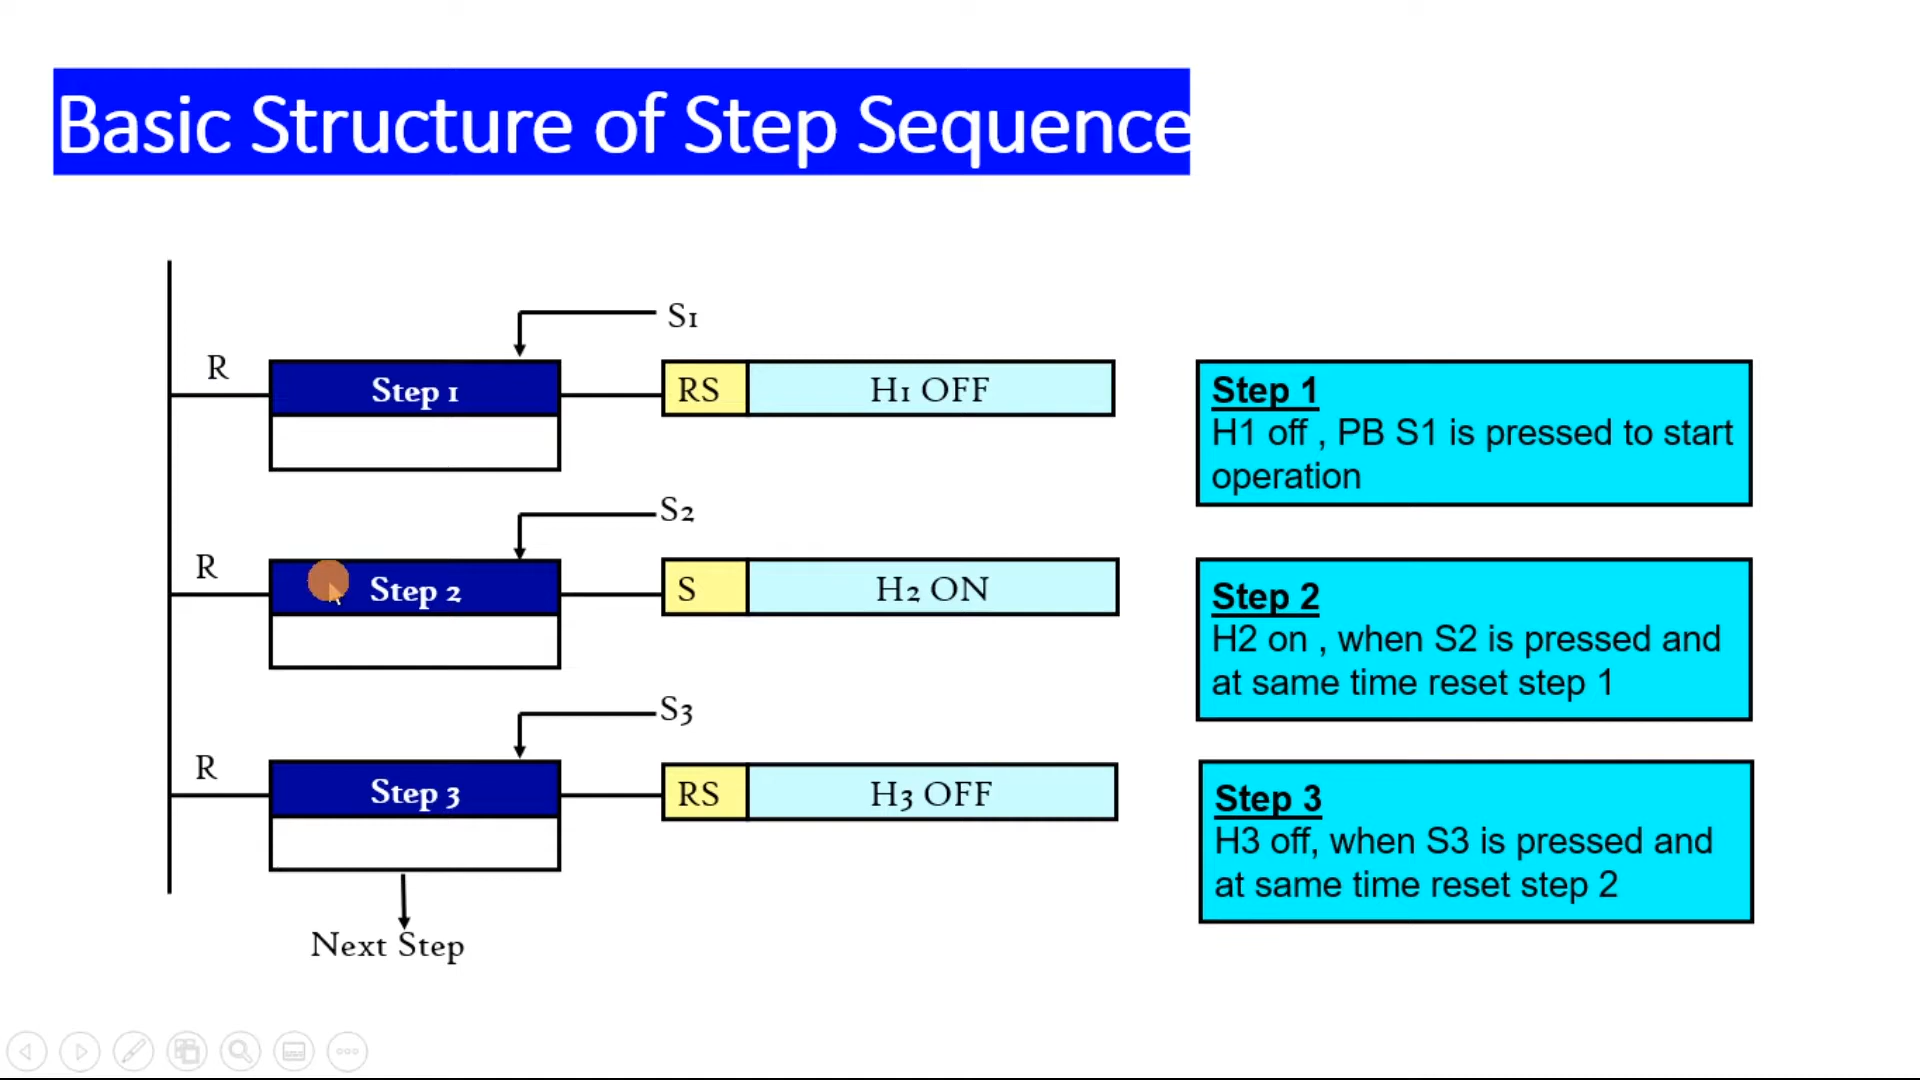 Basic Structure of Step Sequence
S1
R
Step 1
RS
H1 OFF
Step 1
H1 off , PB S1 is pressed to start
operation
S2
R
Step 2
S
H2 ON
Step 2
H2 on , when S2 is pressed and
at same time reset step 1
S3
R
Step 3
RS
H3 OFF
Step 3
H3 off, when S3 is pressed and
at same time reset step 2
Next Step